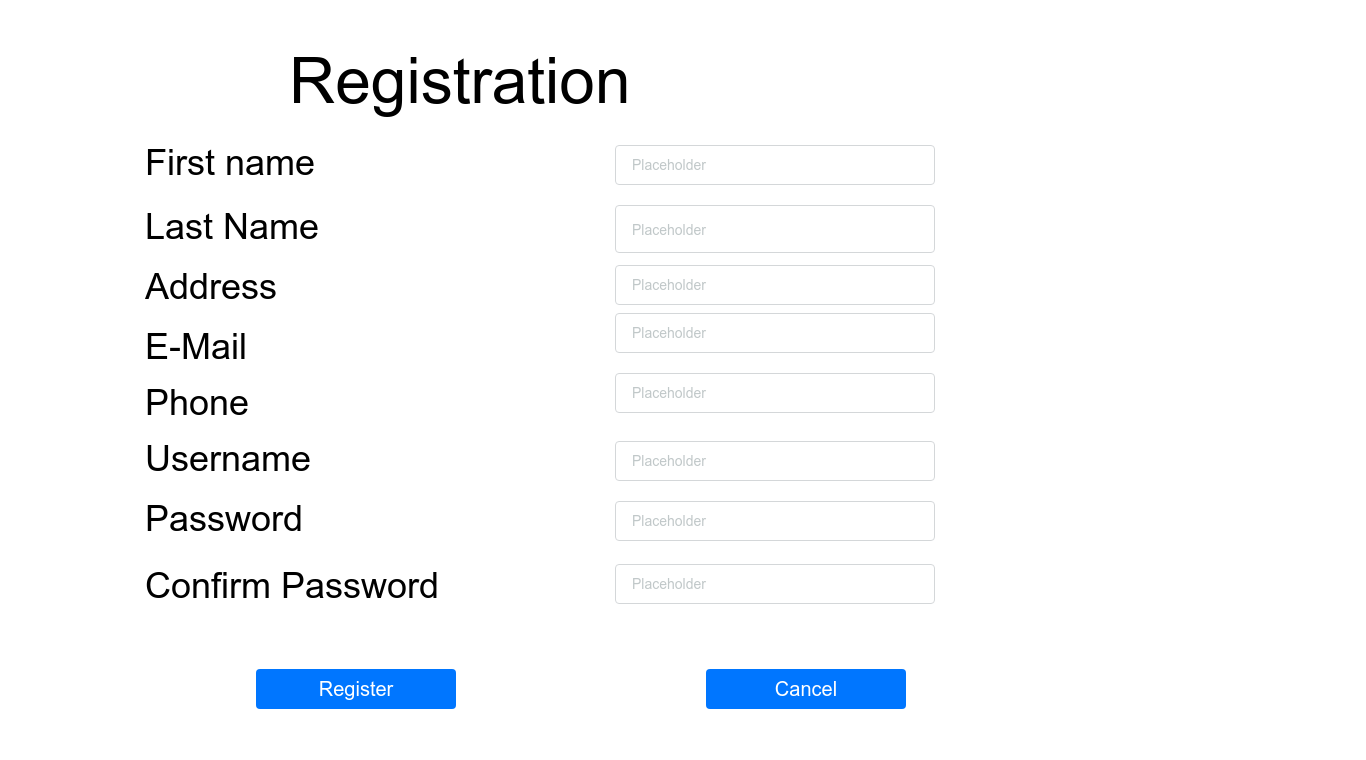 Registration
First name Placeholder
Last Name Placeholder
Address Placeholder
E-Mail Placeholder
Phone Placeholder
Username Placeholder
Password Placeholder
Confirm Password Placeholder
Register Cancel